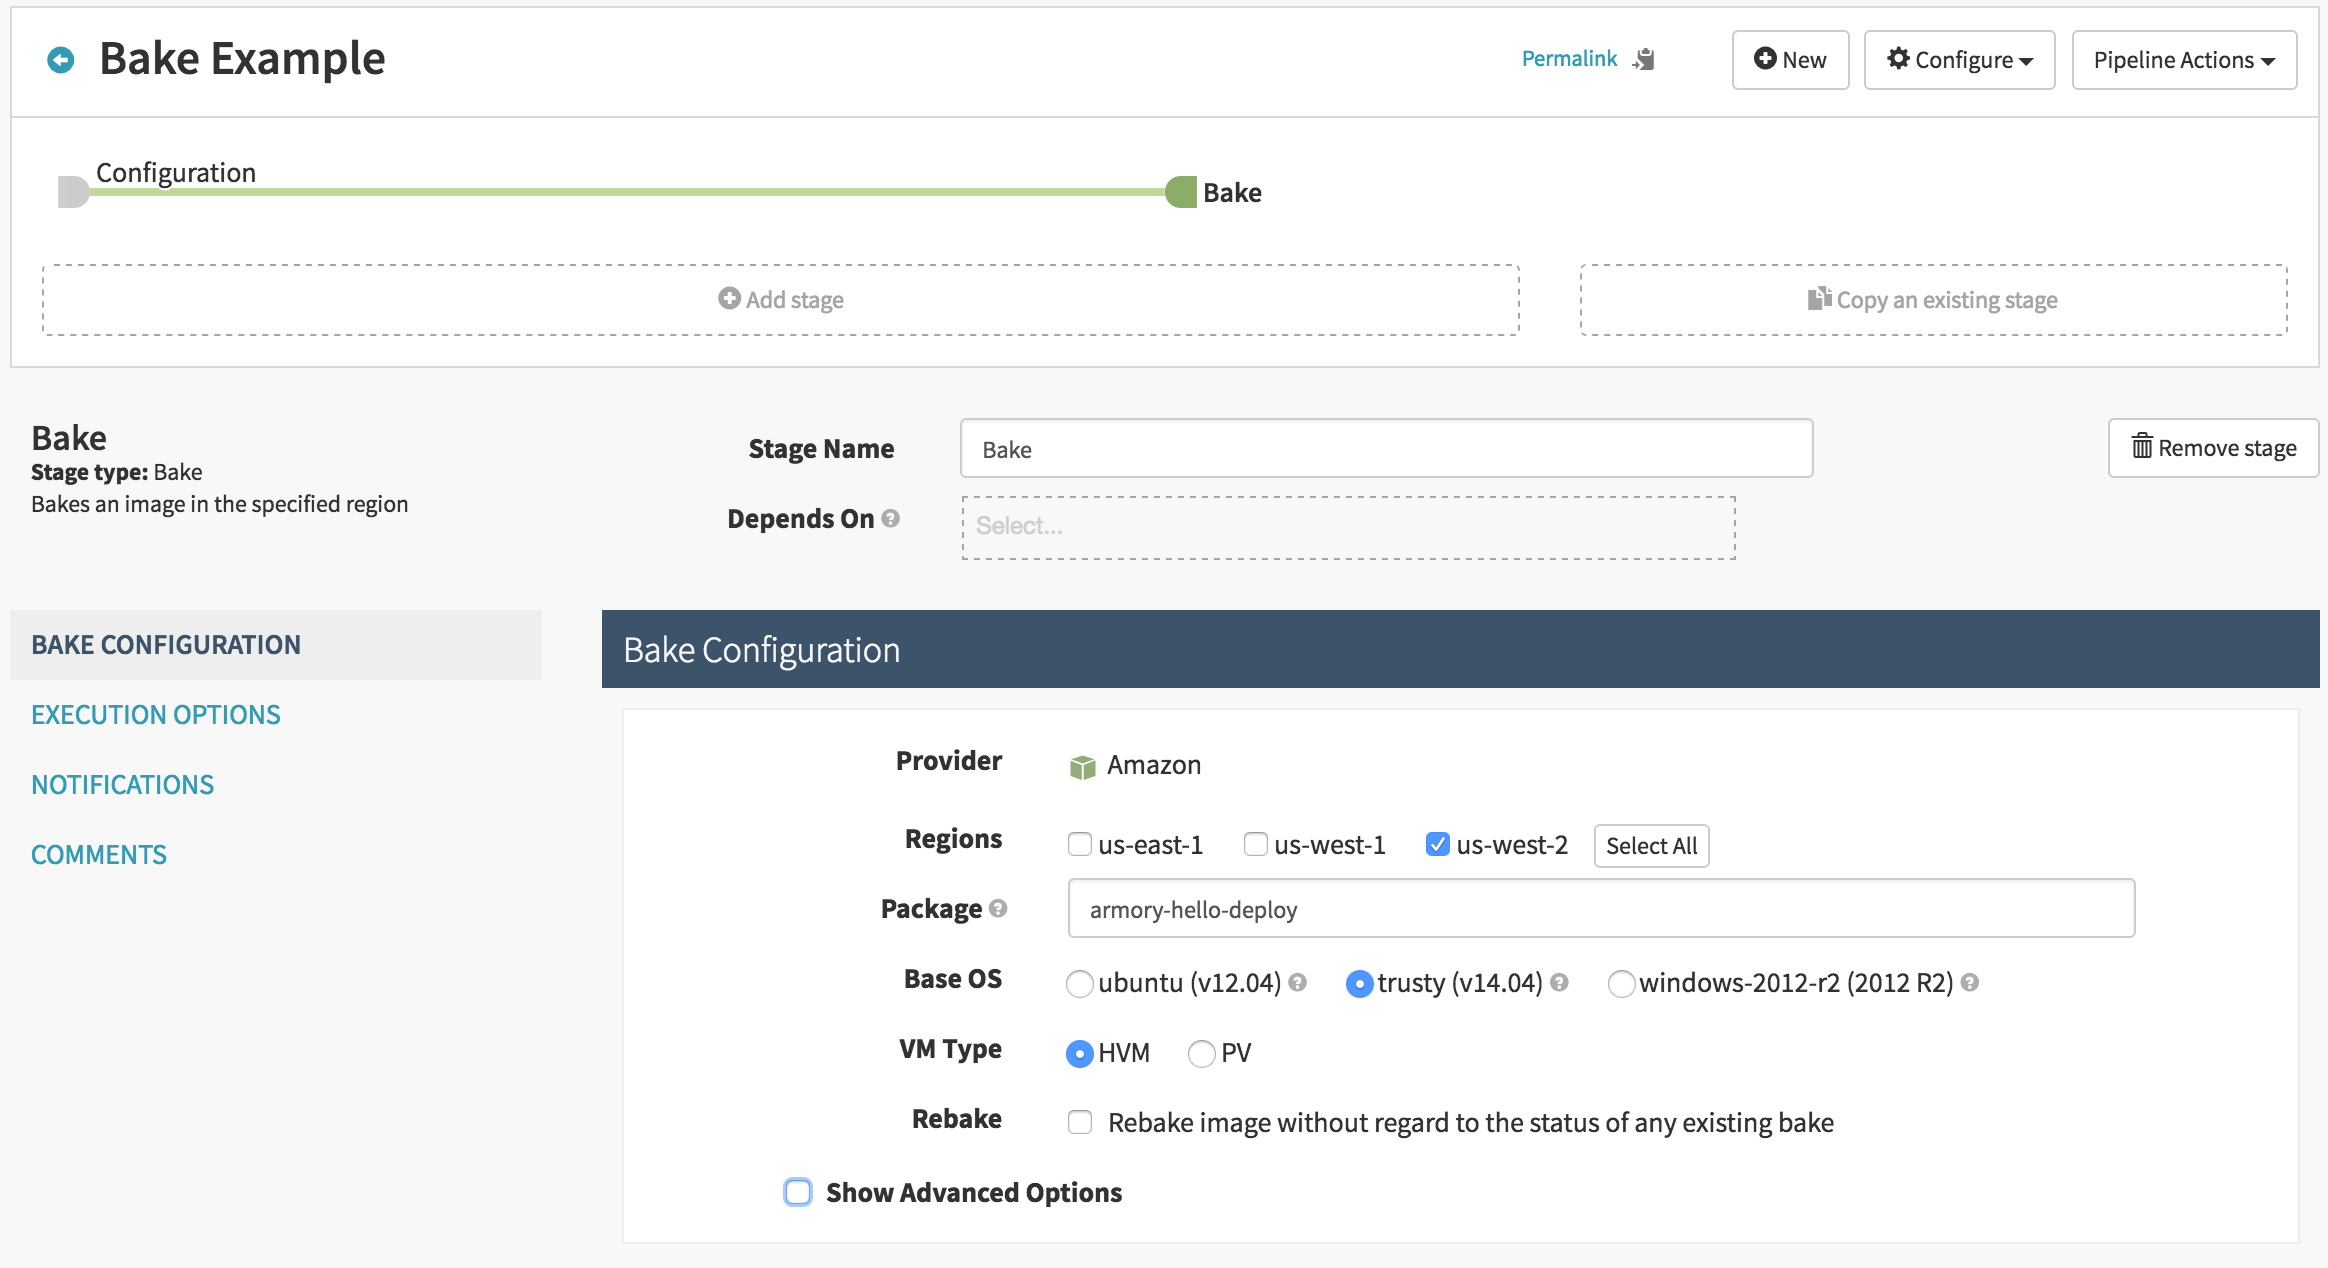 Bake Example
Permalink
New
Configure
Pipeline Actions
Configuration
Bake
Add stage
Copy an existing stage
Bake
Stage type: Bake
Bakes an image in the specified region
Stage Name
Bake
Remove stage
Depends On
Select...
BAKE CONFIGURATION
EXECUTION OPTIONS
NOTIFICATIONS
COMMENTS
Bake Configuration
Provider
Amazon
Regions
us-east-1 us-west-1 us-west-2 Select All
Package
armory-hello-deploy
Base OS
ubuntu (v12.04) trusty (v14.04) windows-2012-r2 (2012 R2)
VM Type
HVM PV
Rebake
Rebake image without regard to the status of any existing bake
Show Advanced Options